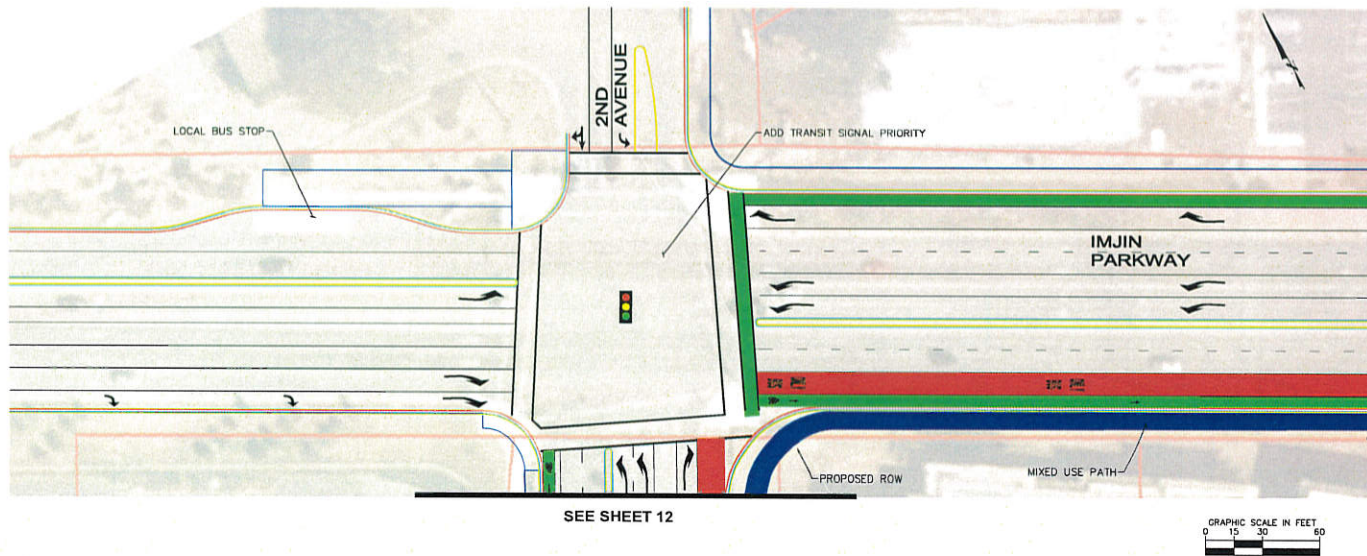 2ND
AVENUE
LOCAL BUS STOP
ADD TRANSIT SIGNAL PRIORITY
IMJIN
PARKWAY
PROPOSED ROW
MIXED USE PATH
SEE SHEET 12
GRAPHIC SCALE IN FEET
0 15 30 60